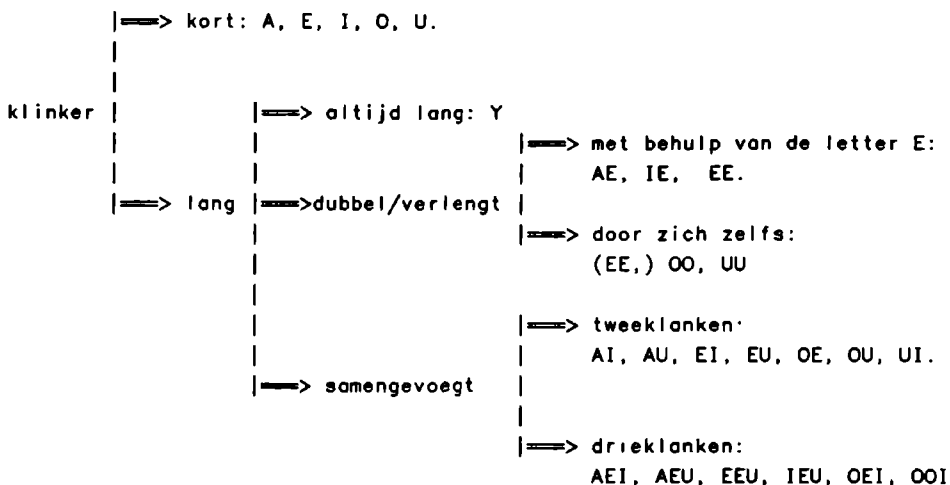 kort: A, E, I, O, U.
klinker
altijd lang: Y
met behulp van de letter E:
AE, IE, EE.
lang
dubbel/verlengt
door zich zelfs:
(EE,) OO, UU
tweeklanken:
AI, AU, EI, EU, OE, OU, UI.
samengevoegt
drieklanken:
AEI, AEU, EEU, IEU, OEI, OOI